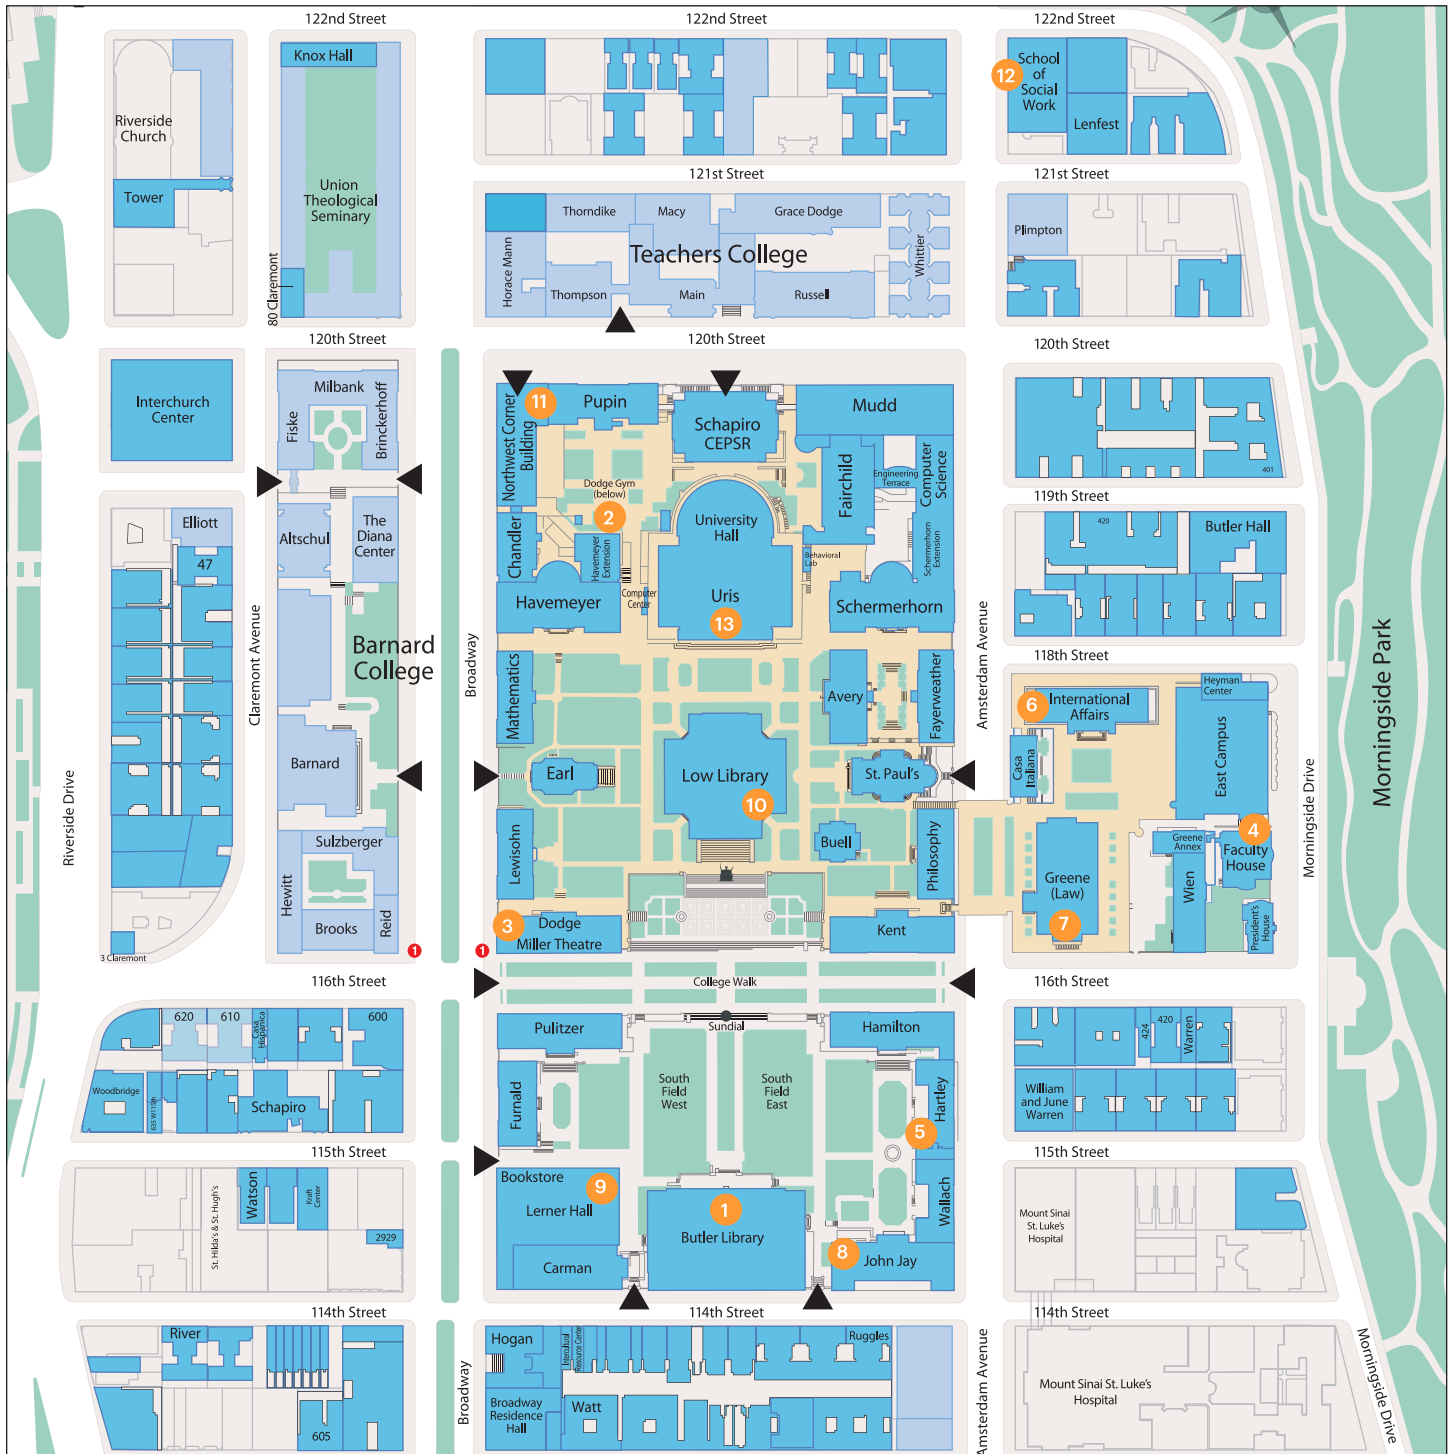 122nd Street
122nd Street
122nd Street
Knox Hall
Riverside
Church
Tower
Union
Theological
Seminary
80 Claremont
12
School
of
Social
Work
Lenfest
121st Street
121st Street
Thorndike
Macy
Grace Dodge
Horace Mann
Teachers College
Whittier
Thompson
Main
Russell
Plimpton
120th Street
120th Street
120th Street
Interchurch
Center
Milbank
Fiske
Brinckerhoff
Northwest Corner
Building
11
Pupin
Schapiro
CEPSR
Mudd
Fairchild
Engineering
Terrace
Computer
Science
401
119th Street
Elliott
47
Altschul
The
Diana
Center
Chandler
Dodge Gym
(below)
2
Havemeyer
Extension
University
Hall
Behavioral
Lab
Schermerhorn
Extension
420
Butler Hall
Computer
Center
Havemeyer
Uris
13
Schermerhorn
Claremont Avenue
Barnard
College
Broadway
Amsterdam Avenue
118th Street
Morningside Park
Mathematics
Avery
Fayerweather
6
International
Affairs
Heyman
Center
East Campus
Casa
Italiana
Riverside Drive
Barnard
Earl
Low Library
10
St. Paul's
Morningside Drive
Sulzberger
Hewitt
Brooks
Reid
Lewisohn
Buell
Philosophy
Greene
(Law)
7
Greene
Annex
Wien
4
Faculty
House
President's
House
3
Dodge
Miller Theatre
Kent
1
1
3 Claremont
116th Street
College Walk
116th Street
620
610
Casa
Hispanica
600
Pulitzer
Sundial
Hamilton
424
420
Warren
Woodbridge
635 W115th
Schapiro
Furnald
South
Field
West
South
Field
East
Hartley
5
William
and June
Warren
115th Street
115th Street
St. Hilda's & St. Hugh's
Watson
Kraft
Center
2929
Bookstore
9
Lerner Hall
Carman
1
Butler Library
Wallach
8
John Jay
Mount Sinai
St. Luke's
Hospital
114th Street
114th Street
114th Street
River
605
Broadway
Hogan
Intercultural
Resource Center
Ruggles
Broadway
Residence
Hall
Watt
Amsterdam Avenue
Mount Sinai St. Luke's
Hospital
Morningside Drive